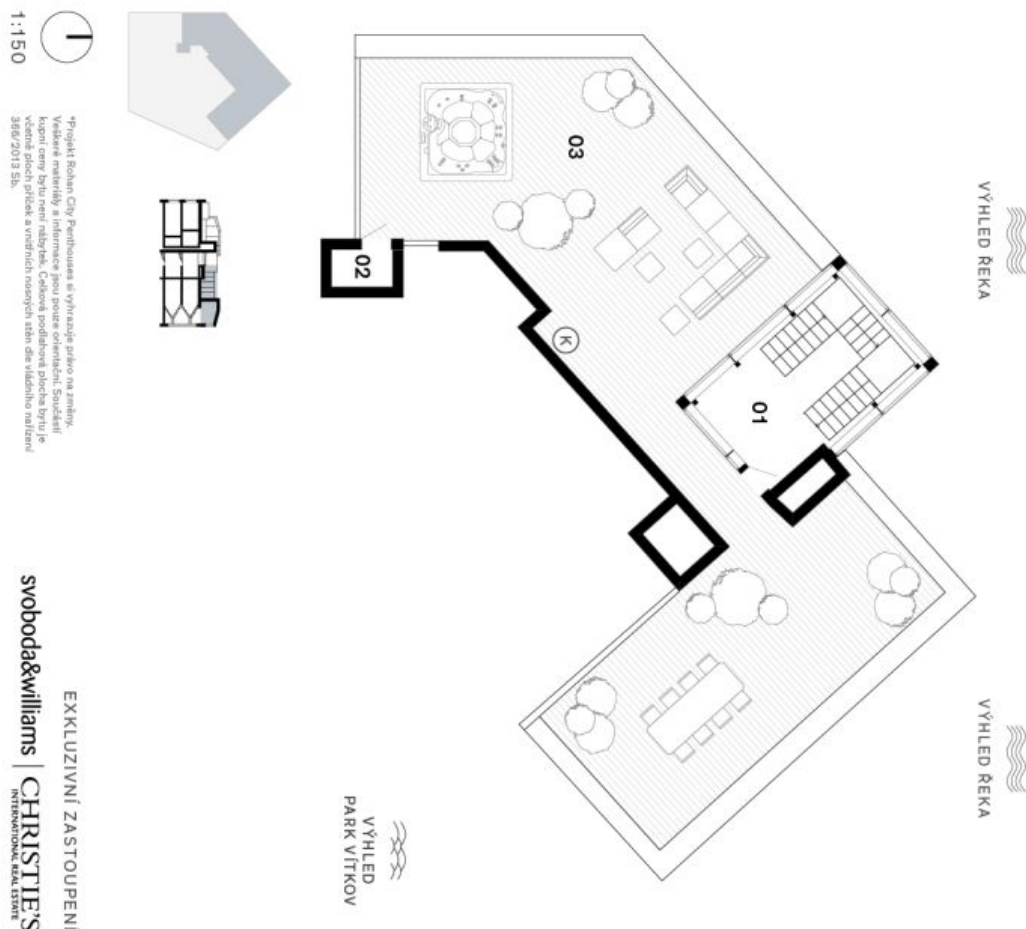 VÝHLED ŘEKA
VÝHLED ŘEKA
03
02
01
K
VÝHLED
PARK VÍTKOV
1:150
*Projekt Rohan City Penthouses si vyhrazuje právo na změny.
Veškeré materiály a informace jsou pouze orientační. Součástí
kupní ceny bytu není nábytek. Celková podlahová plocha bytu je
včetně ploch příček a vnitřních nosných stěn dle vládního nařízení
366/2013 Sb.
EXKLUZIVNÍ ZASTOUPENÍ
svoboda&williams | CHRISTIE'S
INTERNATIONAL REAL ESTATE